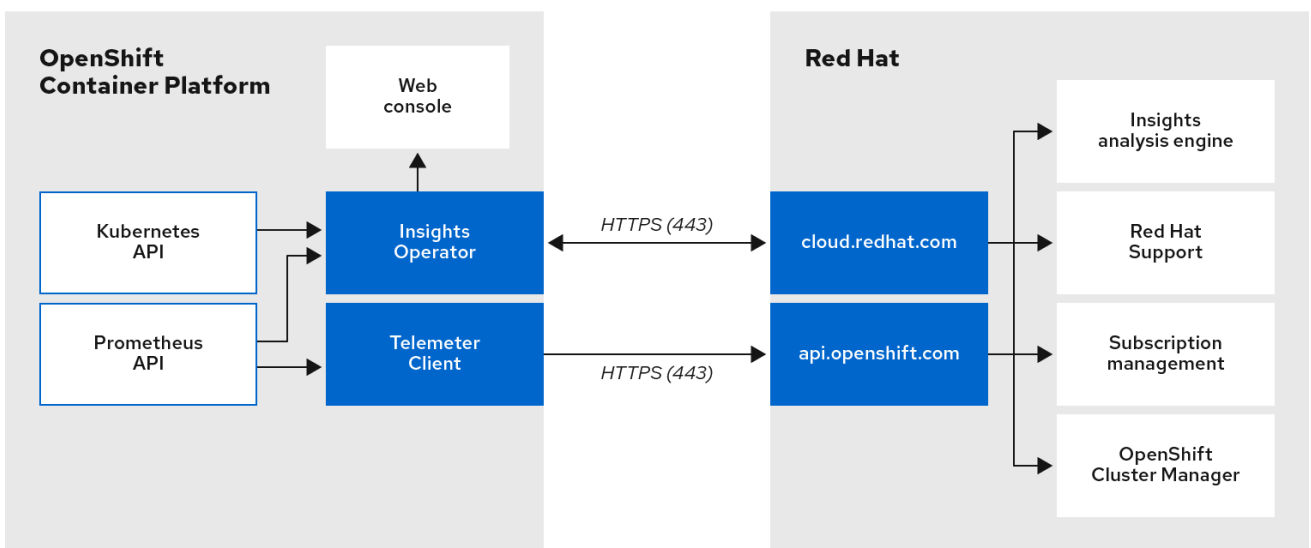 OpenShift
Container Platform
Web
console
Kubernetes
API
Prometheus
API
Insights
Operator
Telemeter
Client
HTTPS (443)
HTTPS (443)
Red Hat
cloud.redhat.com
api.openshift.com
Insights
analysis engine
Red Hat
Support
Subscription
management
OpenShift
Cluster Manager